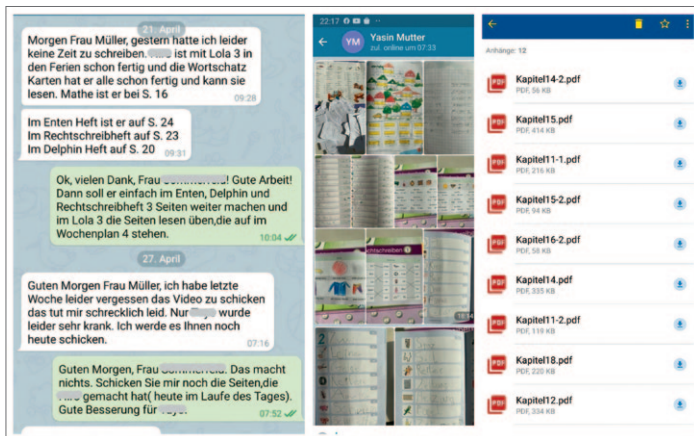 21. April
Morgen Frau Müller, gestern hatte ich leider
keine Zeit zu schreiben. ist mit Lola 3 in
den Ferien schon fertig und die Wortschatz
Karten hat er alle schon fertig und kann sie
lesen. Mathe ist er bei S. 16
09:28
Im Enten Heft ist er auf S. 24
Im Rechtschreibheft auf S. 23
Im Delphin Heft auf S. 20
09:31
Ok, vielen Dank, Frau ! Gute Arbeit!
Dann soll er einfach im Enten, Delphin und
Rechtschreibheft 3 Seiten weiter machen und
im Lola 3 die Seiten lesen üben,die auf im
Wochenplan 4 stehen.
10:04
27. April
Guten Morgen Frau Müller, ich habe letzte
Woche leider vergessen das Video zu schicken
das tut mir schrecklich leid. Nur wurde
leider sehr krank. Ich werde es Ihnen noch
heute schicken.
07:16
Guten Morgen, Frau . Das macht
nichts. Schicken Sie mir noch die Seiten,die
gemacht hat( heute im Laufe des Tages).
Gute Besserung für .
07:52
22:17
YM
Yasin Mutter
zul. online um 07:33
Anhänge: 12
PDF
Kapitel14-2.pdf
PDF, 56 KB
PDF
Kapitel15.pdf
PDF, 414 KB
PDF
Kapitel11-1.pdf
PDF, 216 KB
PDF
Kapitel15-2.pdf
PDF, 94 KB
PDF
Kapitel16-2.pdf
PDF, 58 KB
PDF
Kapitel14.pdf
PDF, 335 KB
PDF
Kapitel11-2.pdf
PDF, 119 KB
PDF
Kapitel18.pdf
PDF, 220 KB
PDF
Kapitel12.pdf
PDF, 334 KB